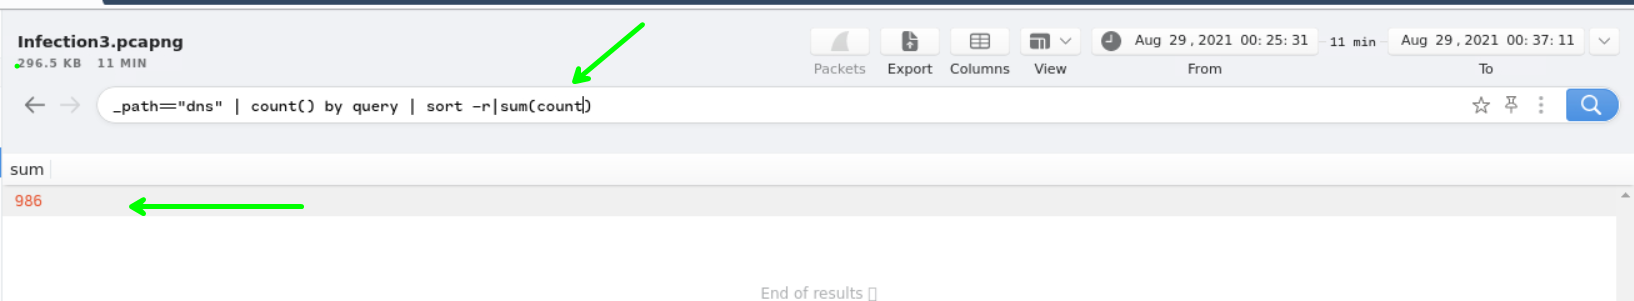 Infection3.pcapng
296.5 KB 11 MIN
Packets
Export
Columns
View
Aug 29 , 2021 00: 25: 31
From
11 min
Aug 29 , 2021 00: 37: 11
To
_path=="dns" | count() by query | sort -r|sum(count)
sum
986
End of results